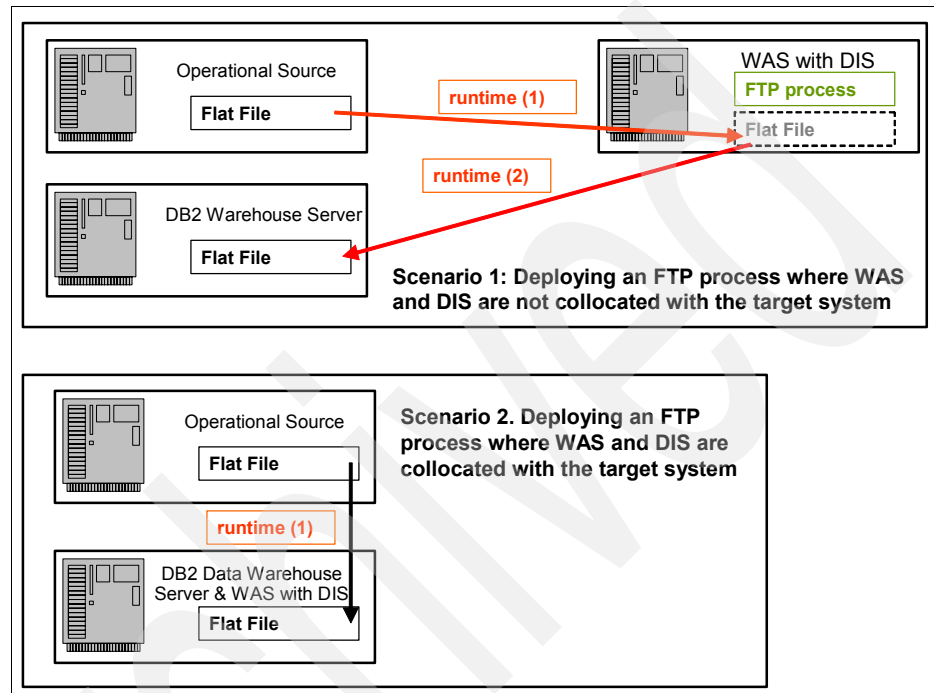 Operational Source
Flat File
runtime (1)
WAS with DIS
FTP process
Flat File
runtime (2)
DB2 Warehouse Server
Flat File
Scenario 1: Deploying an FTP process where WAS
and DIS are not collocated with the target system
Operational Source
Flat File
Scenario 2. Deploying an FTP
process where WAS and DIS are
collocated with the target system
runtime (1)
DB2 Data Warehouse
Server & WAS with DIS
Flat File
hived